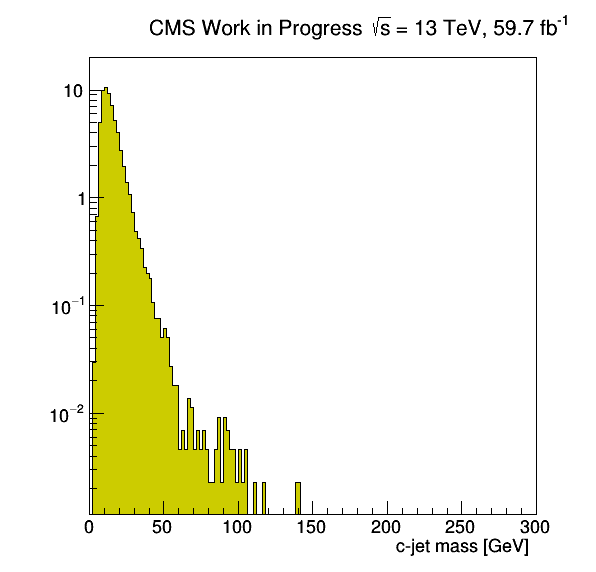 CMS Work in Progress √s = 13 TeV, 59.7 fb⁻¹
10
1
10⁻¹
10⁻²
0 50 100 150 200 250 300
c-jet mass [GeV]